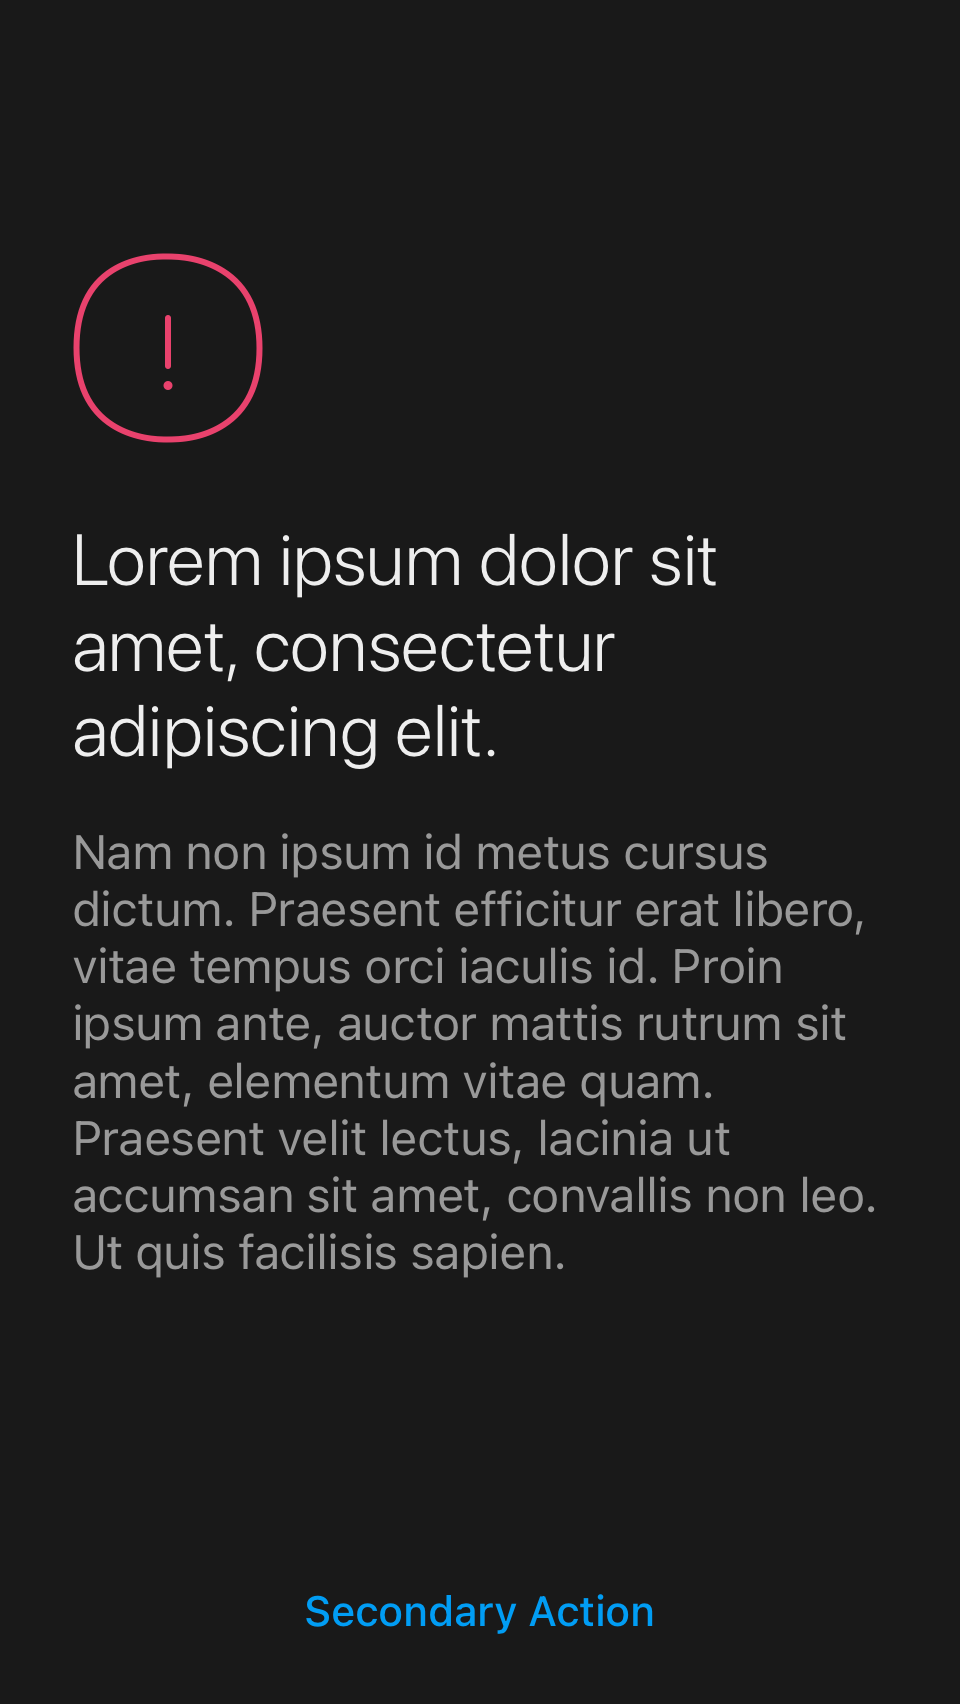 Lorem ipsum dolor sit
amet, consectetur
adipiscing elit.
Nam non ipsum id metus cursus
dictum. Praesent efficitur erat libero,
vitae tempus orci iaculis id. Proin
ipsum ante, auctor mattis rutrum sit
amet, elementum vitae quam.
Praesent velit lectus, lacinia ut
accumsan sit amet, convallis non leo.
Ut quis facilisis sapien.
Secondary Action